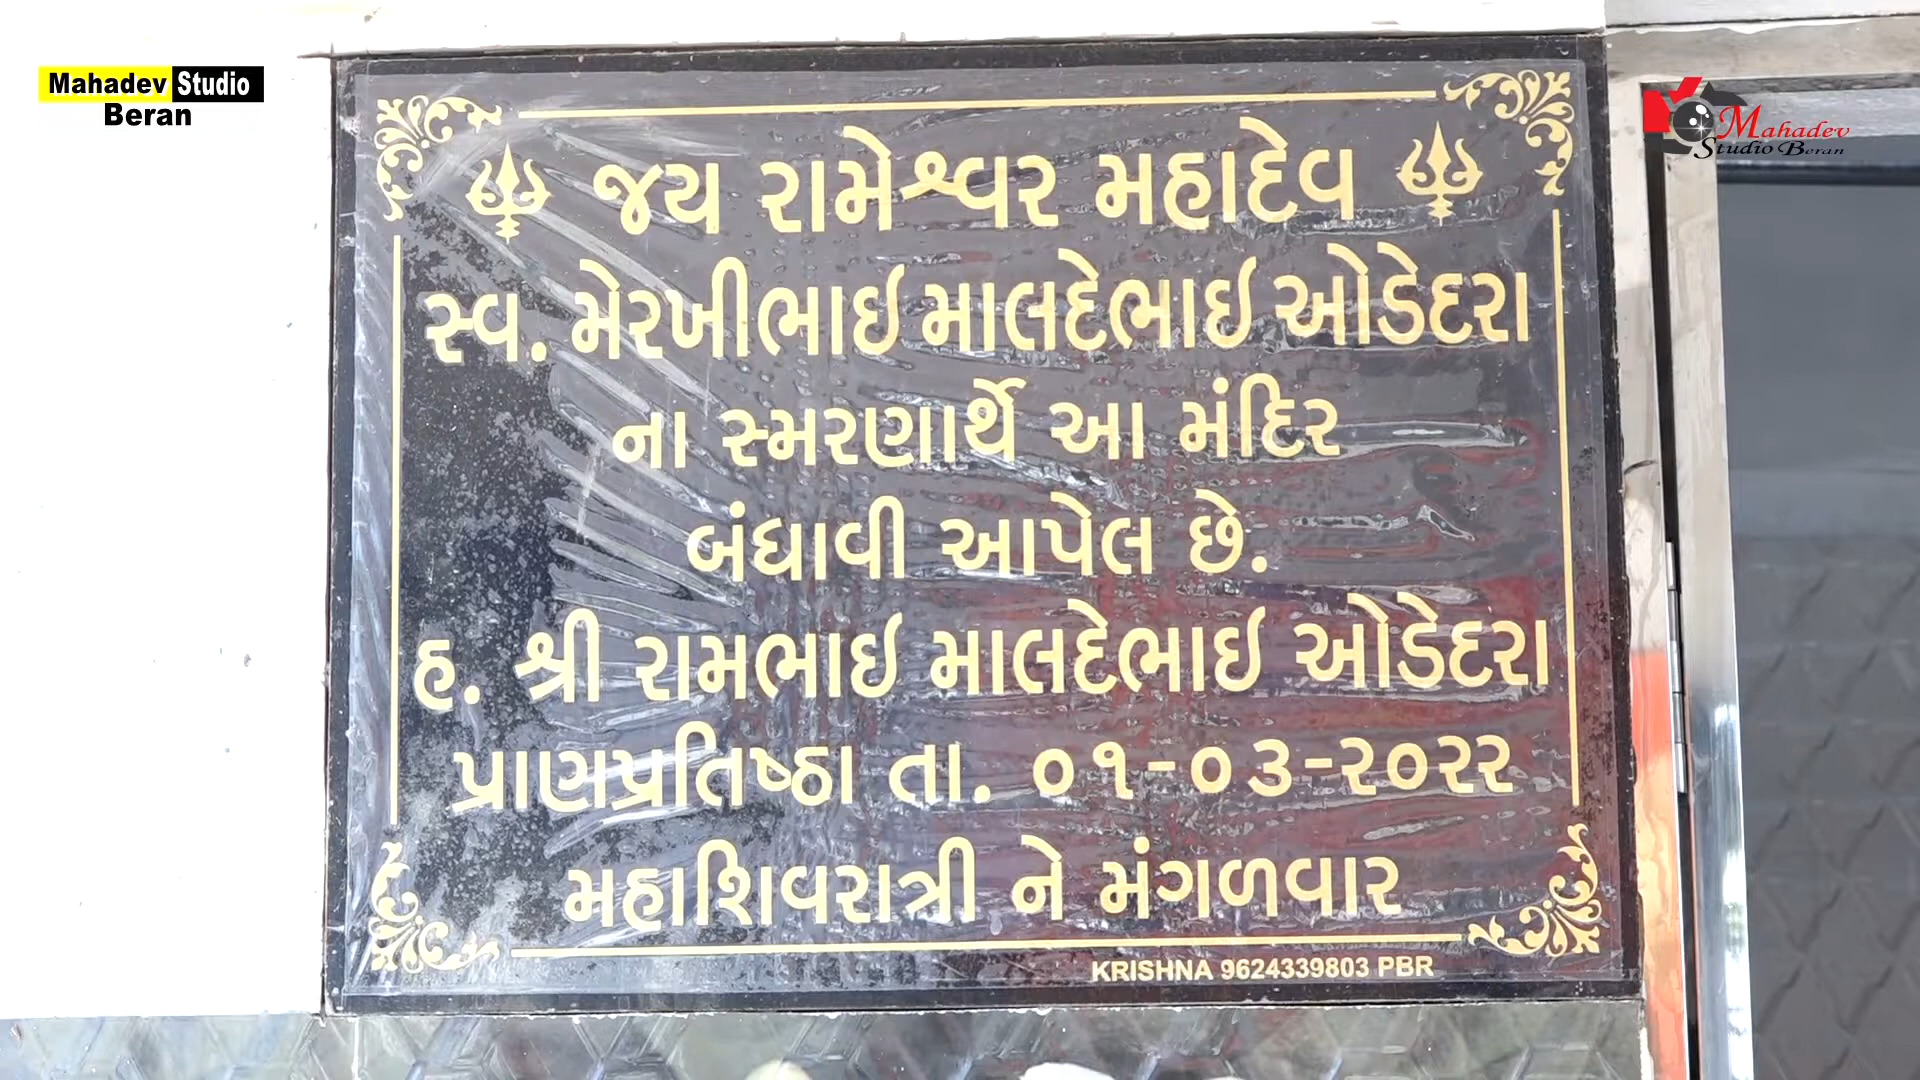 Mahadev Studio
Beran
Mahadev
Studio Beran
જય રામેશ્વર મહાદેવ
સ્વ. મેરખીભાઇ માલદેભાઇ ઓડેદરા
ના સ્મરણાર્થે આ મંદિર
બંધાવી આપેલ છે.
હ. શ્રી રામભાઇ માલદેભાઇ ઓડેદરા
પ્રાણપ્રતિષ્ઠા તા. ૦૧-૦૩-૨૦૨૨
મહાશિવરાત્રી ને મંગળવાર
KRISHNA 9624339803 PBR